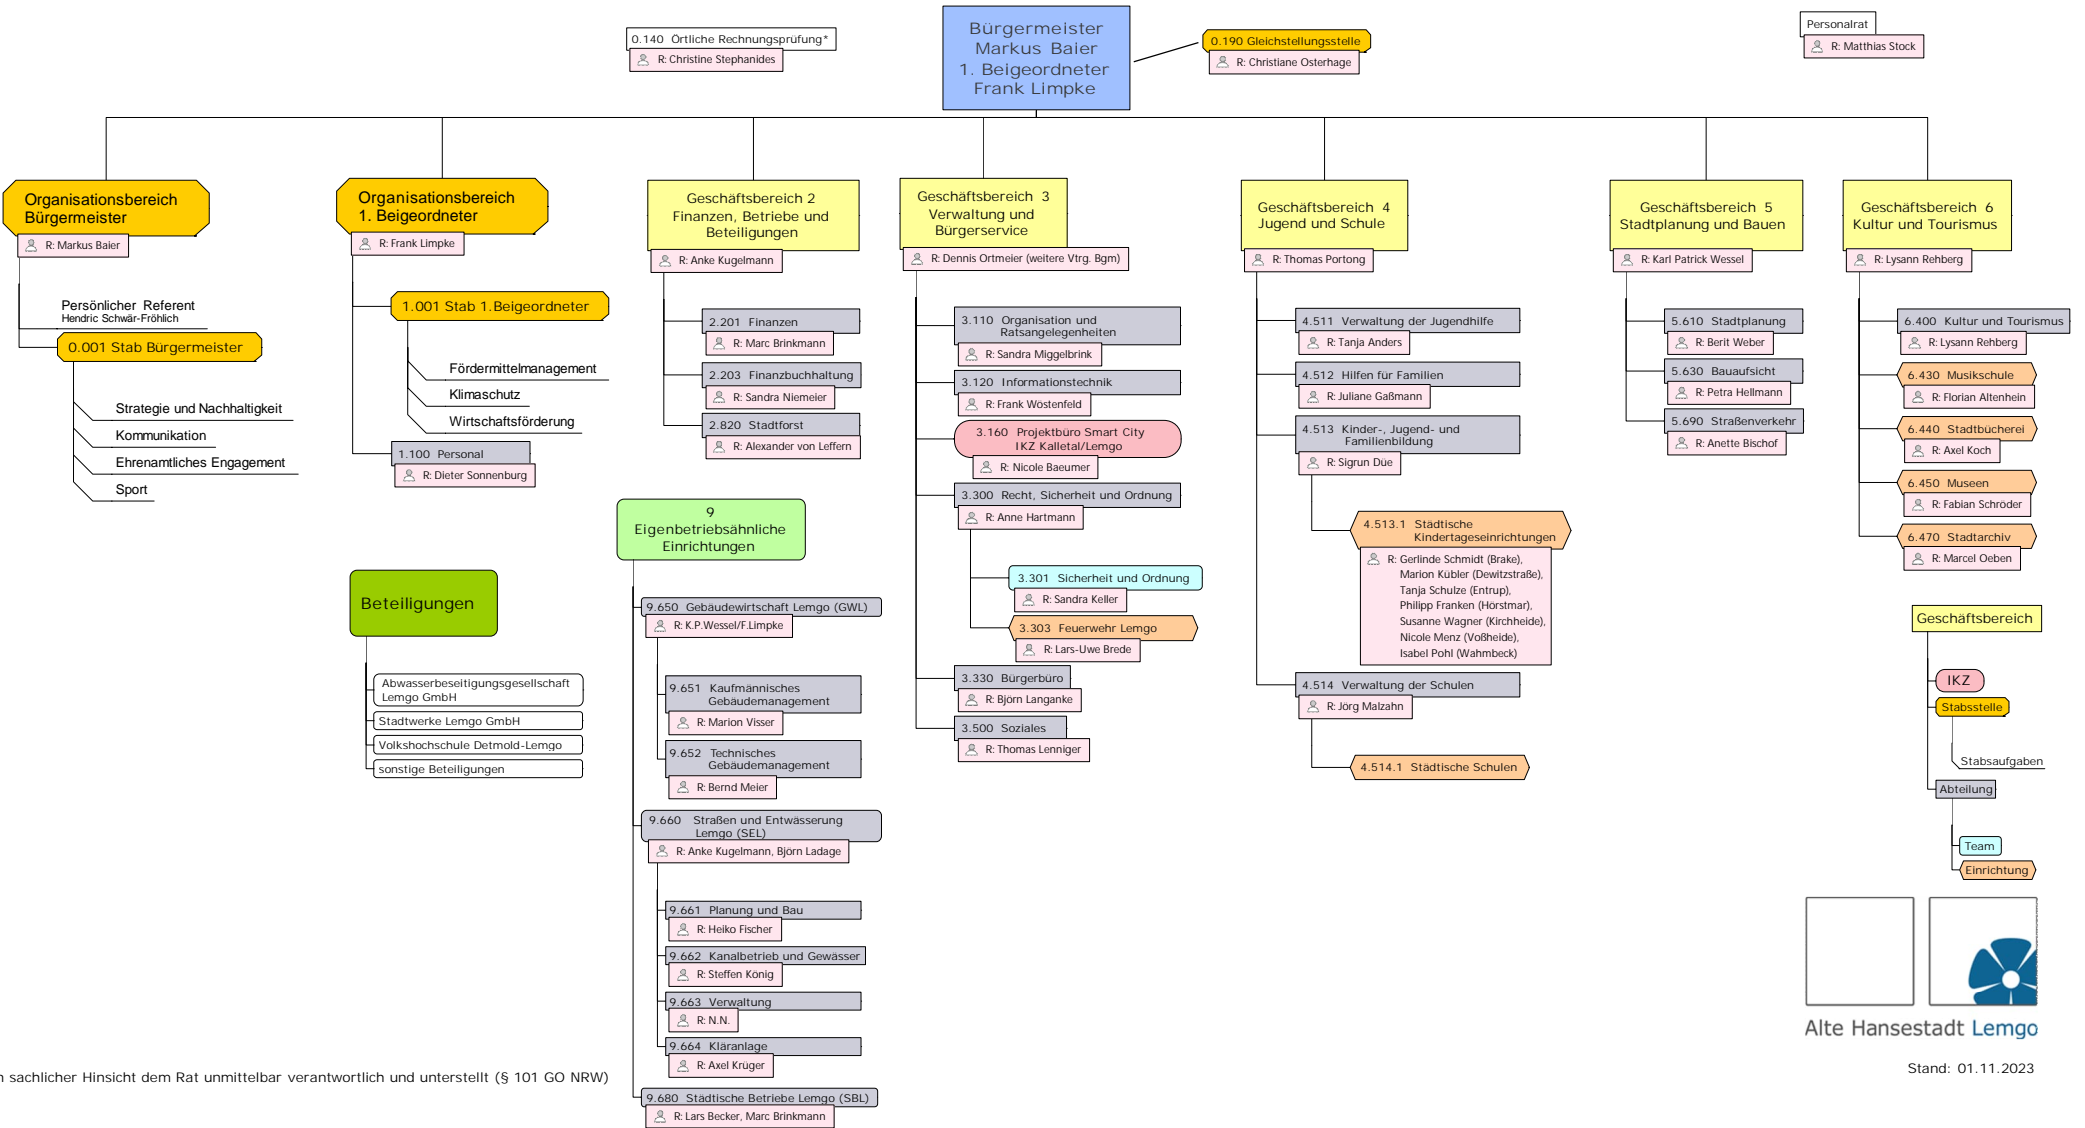 0.140 Örtliche Rechnungsprüfung*
R: Christine Stephanides
Bürgermeister
Markus Baier
1. Beigeordneter
Frank Limpke
0.190 Gleichstellungsstelle
R: Christiane Osterhage
Personalrat
R: Matthias Stock
Organisationsbereich
Bürgermeister
R: Markus Baier
Persönlicher Referent
Hendric Schwär-Fröhlich
0.001 Stab Bürgermeister
Strategie und Nachhaltigkeit
Kommunikation
Ehrenamtliches Engagement
Sport
Organisationsbereich
1. Beigeordneter
R: Frank Limpke
1.001 Stab 1.Beigeordneter
Fördermittelmanagement
Klimaschutz
Wirtschaftsförderung
1.100 Personal
R: Dieter Sonnenburg
Beteiligungen
Abwasserbeseitigungsgesellschaft
Lemgo GmbH
Stadtwerke Lemgo GmbH
Volkshochschule Detmold-Lemgo
sonstige Beteiligungen
Geschäftsbereich 2
Finanzen, Betriebe und
Beteiligungen
R: Anke Kugelmann
2.201 Finanzen
R: Marc Brinkmann
2.203 Finanzbuchhaltung
R: Sandra Niemeier
2.820 Stadtforst
R: Alexander von Leffern
9
Eigenbetriebsähnliche
Einrichtungen
9.650 Gebäudewirtschaft Lemgo (GWL)
R: K.P.Wessel/F.Limpke
9.651 Kaufmännisches
Gebäudemanagement
R: Marion Visser
9.652 Technisches
Gebäudemanagement
R: Bernd Meier
9.660 Straßen und Entwässerung
Lemgo (SEL)
R: Anke Kugelmann, Björn Ladage
9.661 Planung und Bau
R: Heiko Fischer
9.662 Kanalbetrieb und Gewässer
R: Steffen König
9.663 Verwaltung
R: N.N.
9.664 Kläranlage
R: Axel Krüger
9.680 Städtische Betriebe Lemgo (SBL)
R: Lars Becker, Marc Brinkmann
Geschäftsbereich 3
Verwaltung und
Bürgerservice
R: Dennis Ortmeier (weitere Vtrg. Bgm)
3.110 Organisation und
Ratsangelegenheiten
R: Sandra Miggelbrink
3.120 Informationstechnik
R: Frank Wöstenfeld
3.160 Projektbüro Smart City
IKZ Kalletal/Lemgo
R: Nicole Baeumer
3.300 Recht, Sicherheit und Ordnung
R: Anne Hartmann
3.301 Sicherheit und Ordnung
R: Sandra Keller
3.303 Feuerwehr Lemgo
R: Lars-Uwe Brede
3.330 Bürgerbüro
R: Björn Langanke
3.500 Soziales
R: Thomas Lenniger
Geschäftsbereich 4
Jugend und Schule
R: Thomas Portong
4.511 Verwaltung der Jugendhilfe
R: Tanja Anders
4.512 Hilfen für Familien
R: Juliane Gaßmann
4.513 Kinder-, Jugend- und
Familienbildung
R: Sigrun Düe
4.513.1 Städtische
Kindertageseinrichtungen
R: Gerlinde Schmidt (Brake),
Marion Kübler (Dewitzstraße),
Tanja Schulze (Entrup),
Philipp Franken (Hörstmar),
Susanne Wagner (Kirchheide),
Nicole Menz (Voßheide),
Isabel Pohl (Wahmbeck)
4.514 Verwaltung der Schulen
R: Jörg Malzahn
4.514.1 Städtische Schulen
Geschäftsbereich 5
Stadtplanung und Bauen
R: Karl Patrick Wessel
5.610 Stadtplanung
R: Berit Weber
5.630 Bauaufsicht
R: Petra Hellmann
5.690 Straßenverkehr
R: Anette Bischof
Geschäftsbereich 6
Kultur und Tourismus
R: Lysann Rehberg
6.400 Kultur und Tourismus
R: Lysann Rehberg
6.430 Musikschule
R: Florian Altenhein
6.440 Stadtbücherei
R: Axel Koch
6.450 Museen
R: Fabian Schröder
6.470 Stadtarchiv
R: Marcel Oeben
Geschäftsbereich
IKZ
Stabsstelle
Stabsaufgaben
Abteilung
Team
Einrichtung
Alte Hansestadt Lemgo
Stand: 01.11.2023
n sachlicher Hinsicht dem Rat unmittelbar verantwortlich und unterstellt (§ 101 GO NRW)